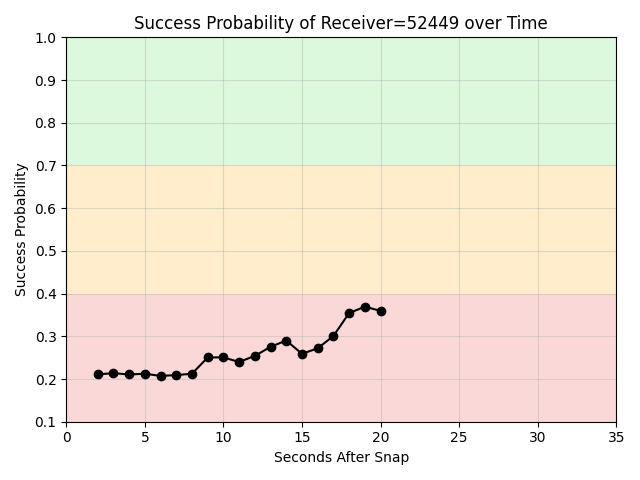 Success Probability of Receiver=52449 over Time
1.0
0.9
0.8
0.7
0.6
0.5
0.4
0.3
0.2
0.1
Success Probability
0 5 10 15 20 25 30 35
Seconds After Snap